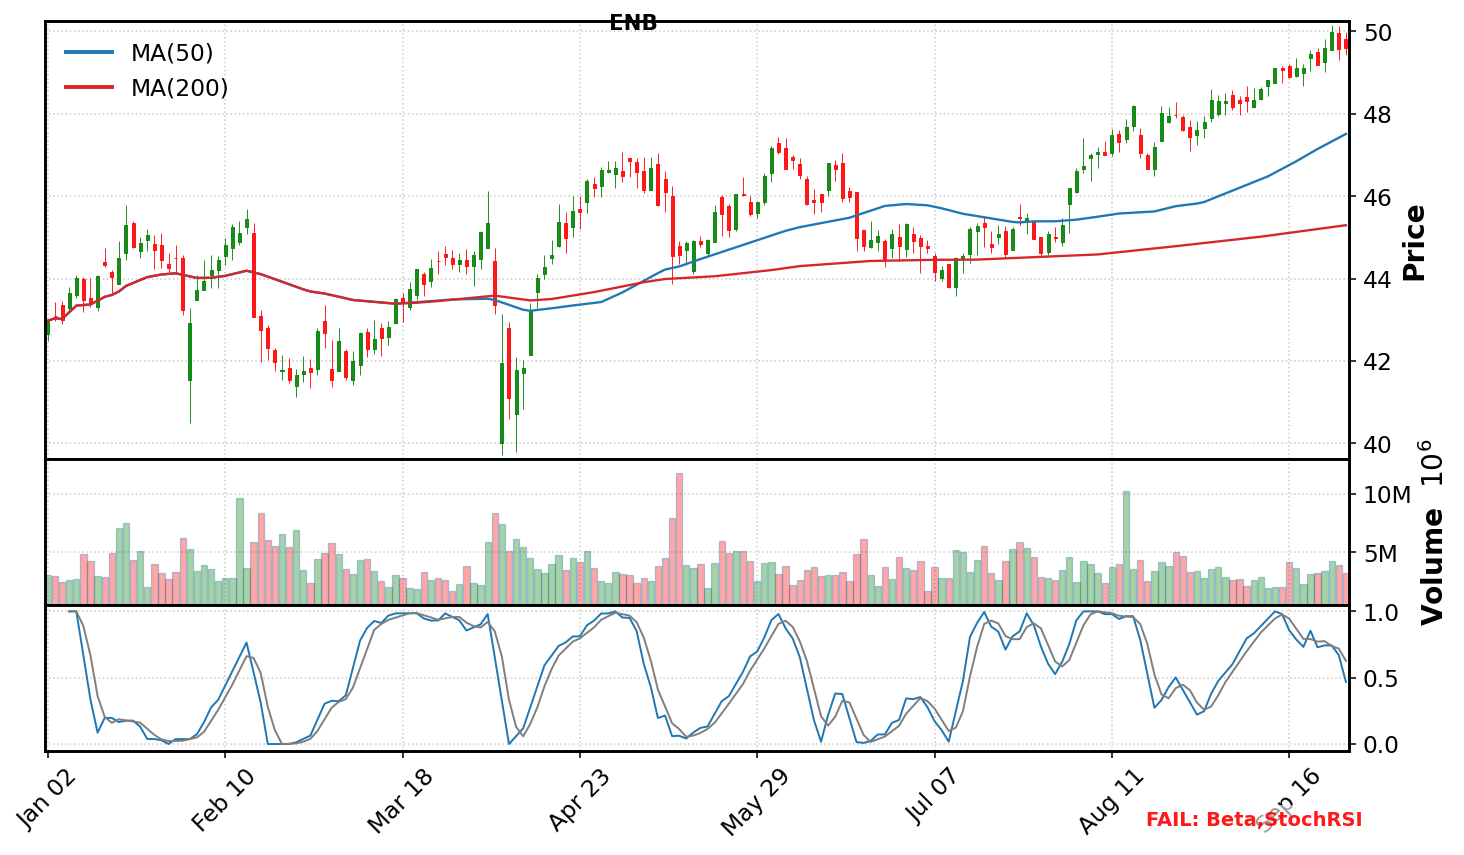 ENB
MA(50)
MA(200)
50
48
46
44
42
40
Price
10M
5M
Volume 10^6
1.0
0.5
0.0
Jan 02
Feb 10
Mar 18
Apr 23
May 29
Jul 07
Aug 11
Sep 16
FAIL: Beta,StochRSI